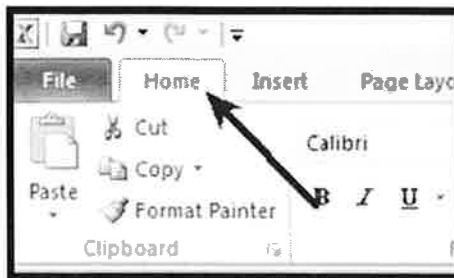 File Home Insert Page Layo
Cut
Calibri
Copy
Paste B I U
Format Painter
Clipboard